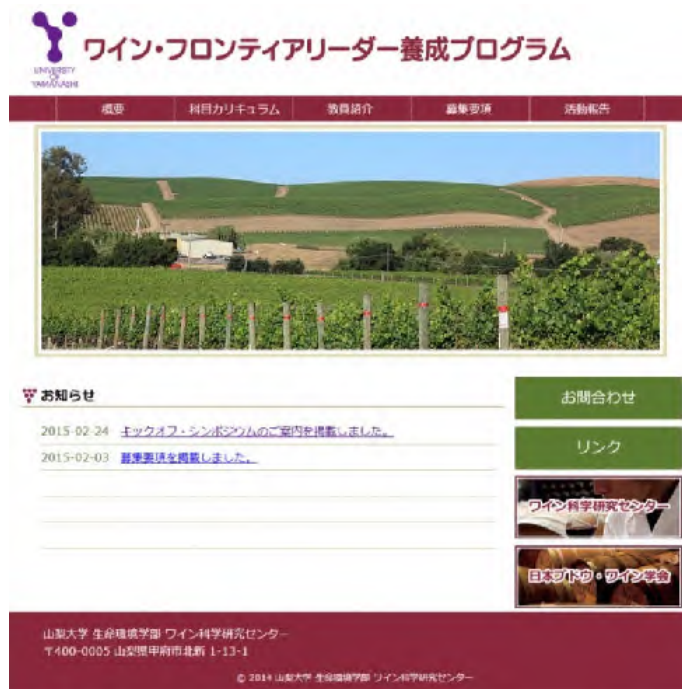 UNIVERSITY
OF
YAMANASHI
ワイン・フロンティアリーダー養成プログラム
概要 科目カリキュラム 教員紹介 募集要項 活動報告
お知らせ
2015-02-24 キックオフ・シンポジウムのご案内を掲載しました。
2015-02-03 募集要項を掲載しました。
お問合わせ
リンク
ワイン科学研究センター
日本ブドウ・ワイン学会
山梨大学 生命環境学部 ワイン科学研究センター
〒400-0005 山梨県甲府市北新 1-13-1
© 2014 山梨大学 生命環境学部 ワイン科学研究センター